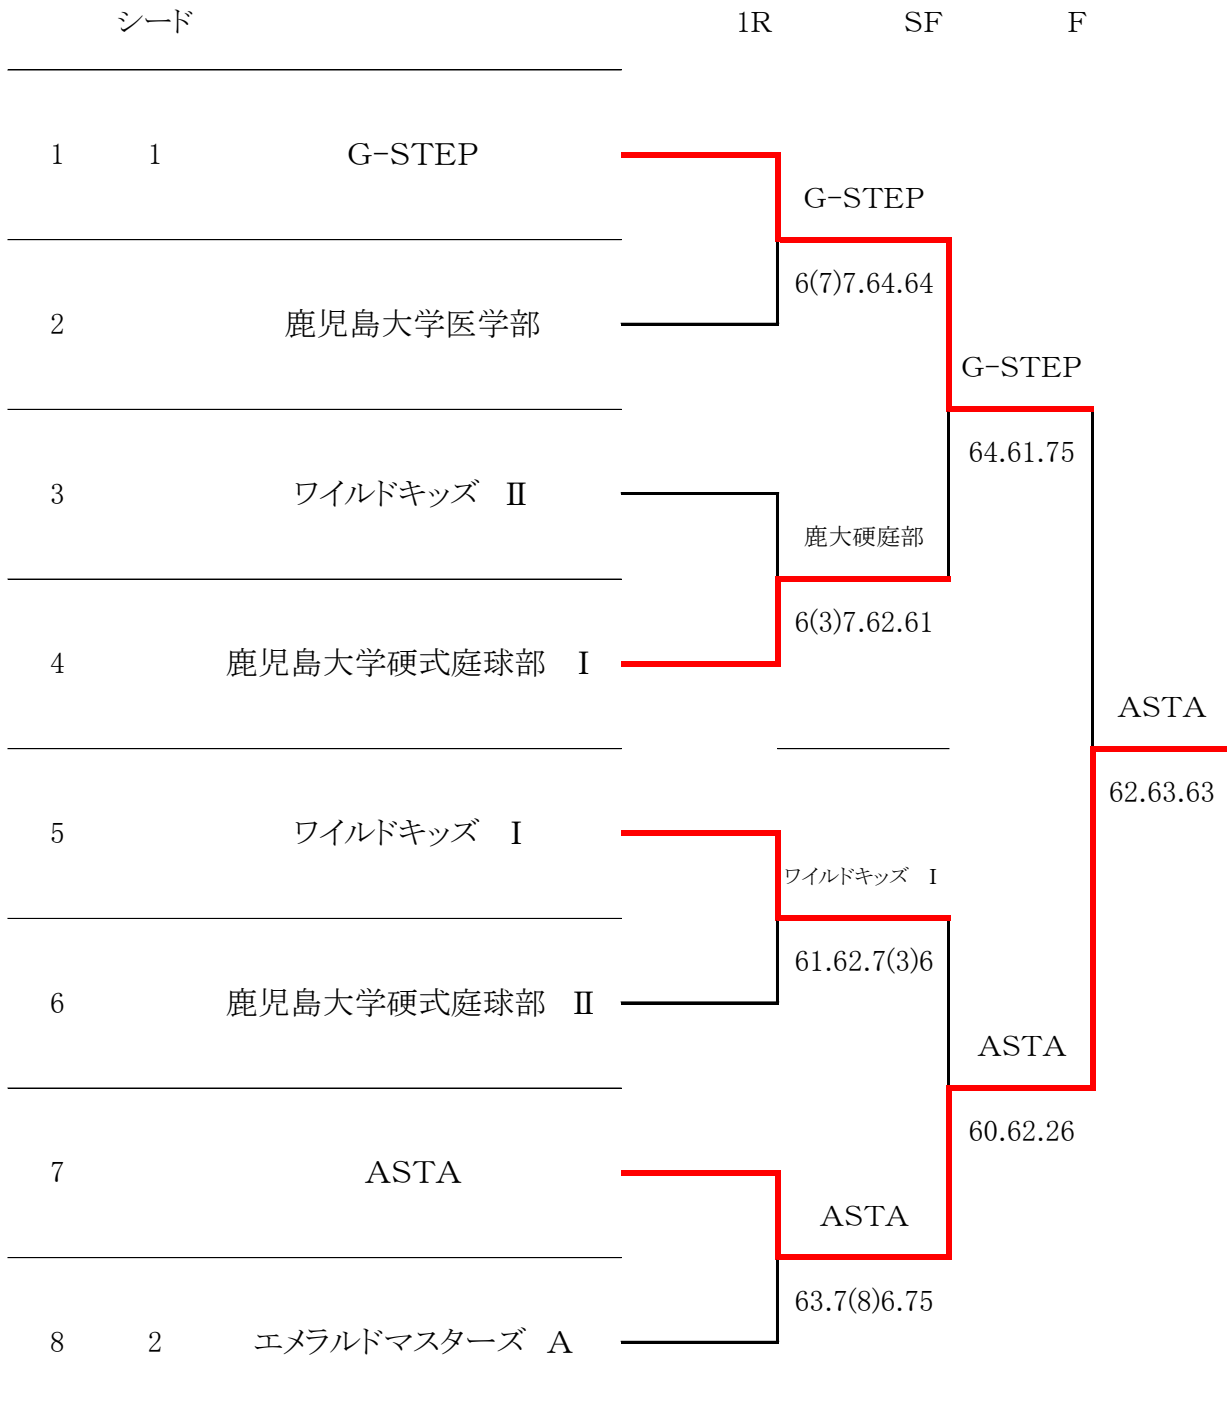 シード 1R SF F
1 1 G-STEP
G-STEP
6(7)7.64.64
2 鹿児島大学医学部
G-STEP
64.61.75
3 ワイルドキッズ Ⅱ
鹿大硬庭部
6(3)7.62.61
4 鹿児島大学硬式庭球部 Ⅰ
ASTA
62.63.63
5 ワイルドキッズ Ⅰ
ワイルドキッズ Ⅰ
61.62.7(3)6
6 鹿児島大学硬式庭球部 Ⅱ
ASTA
60.62.26
7 ASTA
ASTA
63.7(8)6.75
8 2 エメラルドマスターズ A